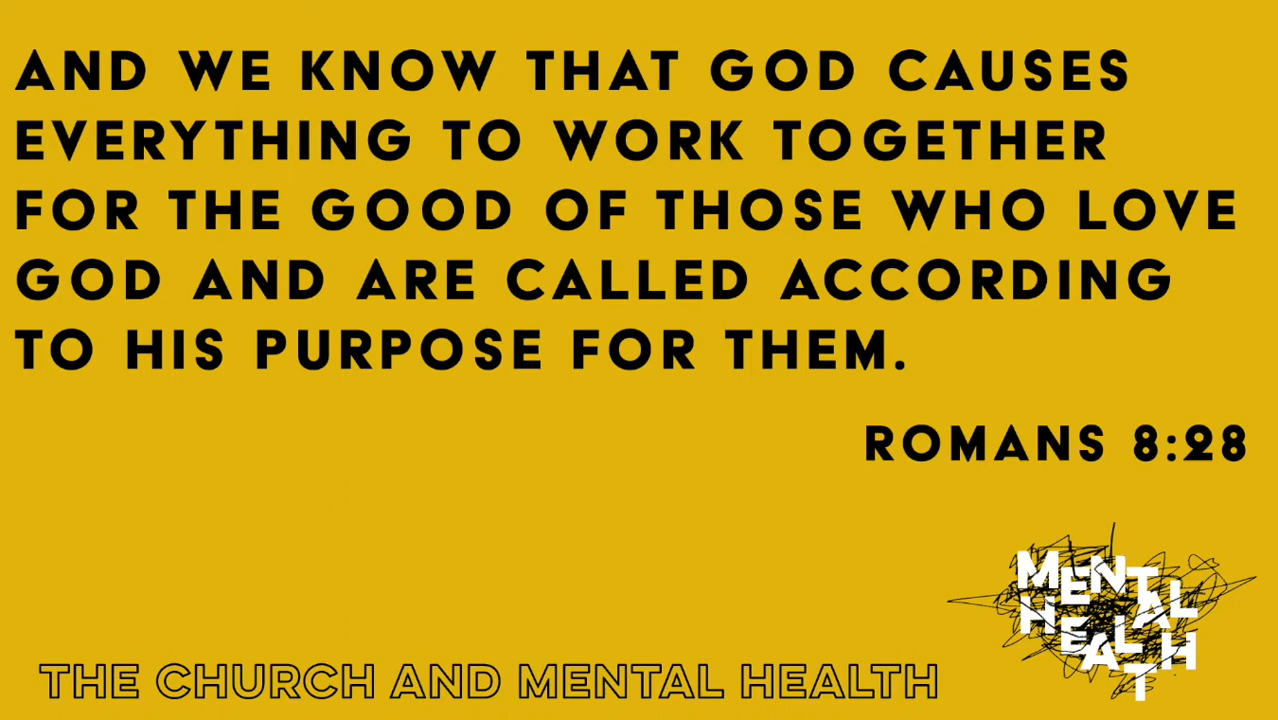 AND WE KNOW THAT GOD CAUSES
EVERYTHING TO WORK TOGETHER
FOR THE GOOD OF THOSE WHO LOVE
GOD AND ARE CALLED ACCORDING
TO HIS PURPOSE FOR THEM.
ROMANS 8:28
MENTAL
HEALTH
THE CHURCH AND MENTAL HEALTH